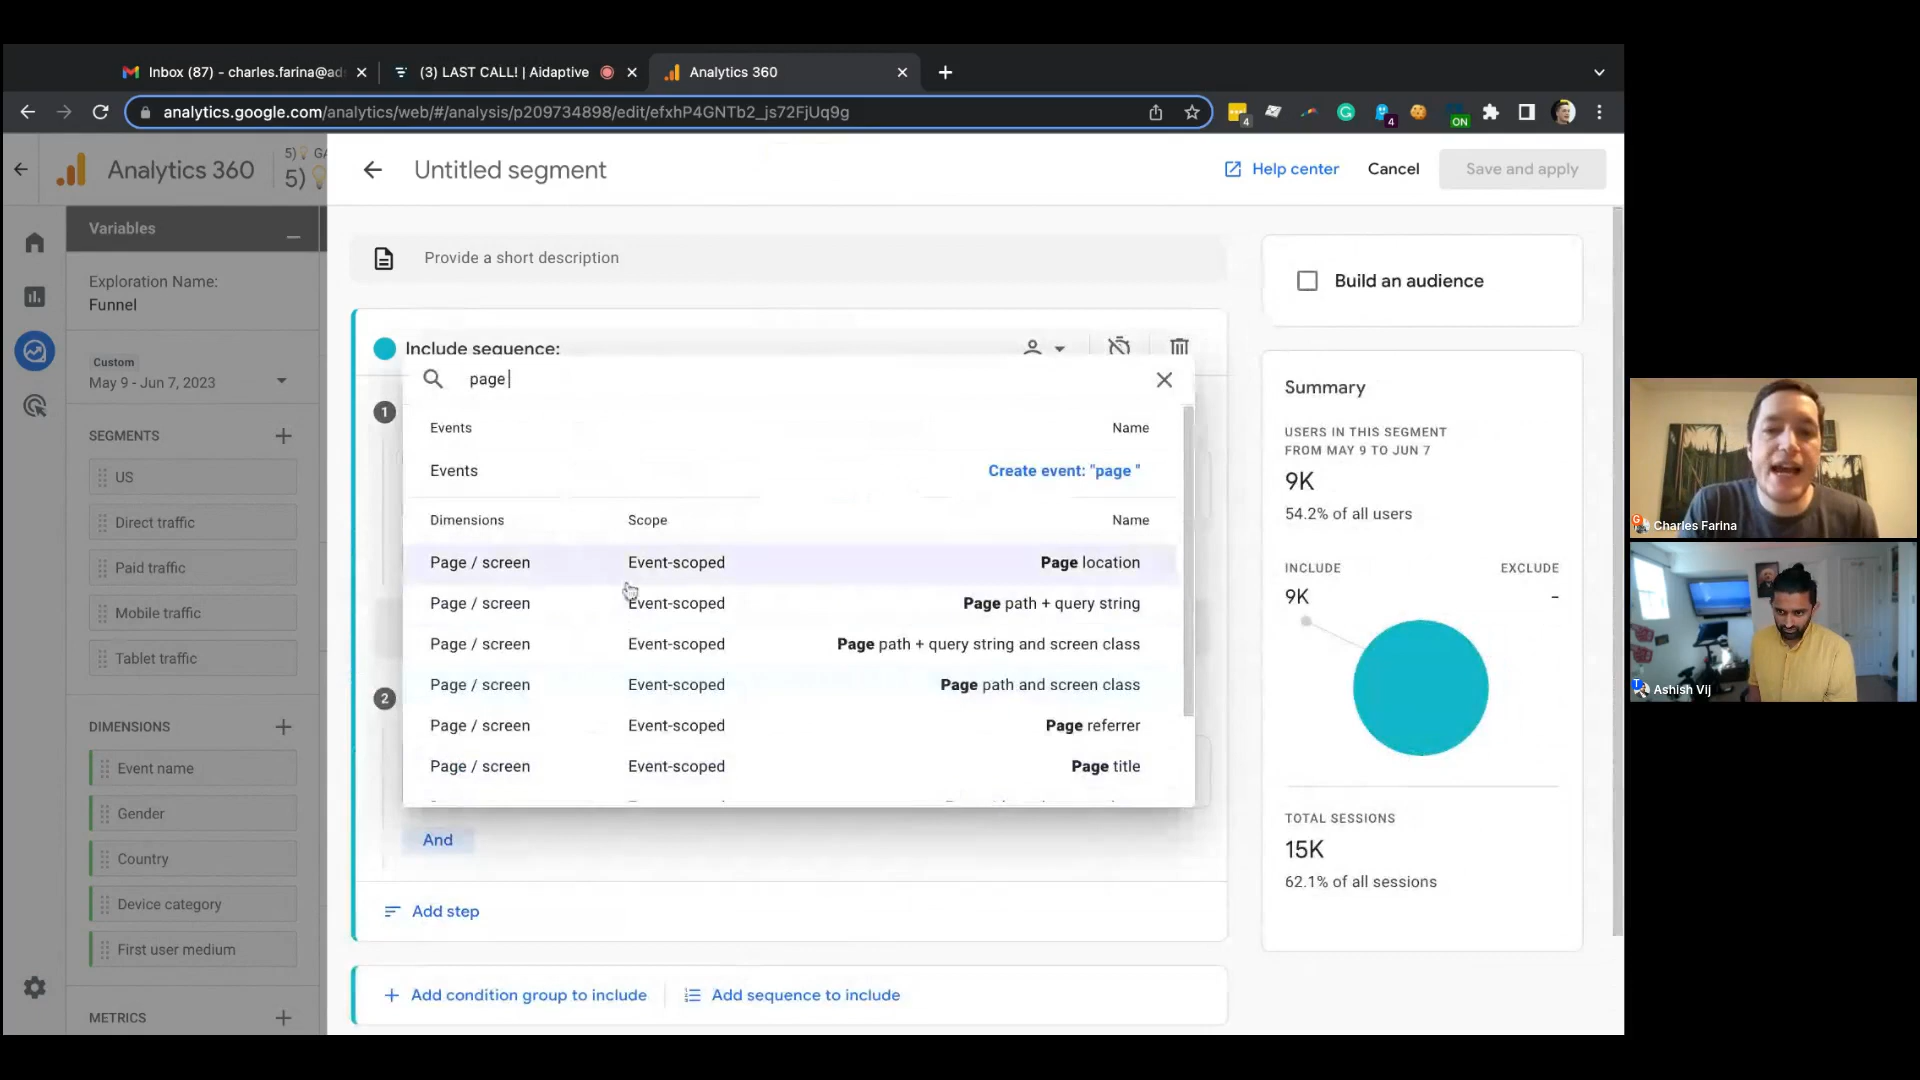 Inbox (87) - charles.farina@ad
(3) LAST CALL! | Aidaptive
Analytics 360
analytics.google.com/analytics/web/#/analysis/p209734898/edit/efxhP4GNTb2_js72FjUq9g
4
4
ON
Analytics 360
5)
GA
5)
Untitled segment
Help center
Cancel
Save and apply
Variables
Exploration Name:
Funnel
Custom
May 9 - Jun 7, 2023
SEGMENTS
US
Direct traffic
Paid traffic
Mobile traffic
Tablet traffic
DIMENSIONS
Event name
Gender
Country
Device category
First user medium
METRICS
Provide a short description
Include sequence:
1
page
Events Name
Events Create event: "page "
Dimensions Scope Name
Page / screen Event-scoped Page location
Page / screen Event-scoped Page path + query string
Page / screen Event-scoped Page path + query string and screen class
Page / screen Event-scoped Page path and screen class
Page / screen Event-scoped Page referrer
Page / screen Event-scoped Page title
2
And
Add step
Add condition group to include
Add sequence to include
Build an audience
Summary
USERS IN THIS SEGMENT
FROM MAY 9 TO JUN 7
9K
54.2% of all users
INCLUDE EXCLUDE
9K -
TOTAL SESSIONS
15K
62.1% of all sessions
Charles Farina
Ashish Vij